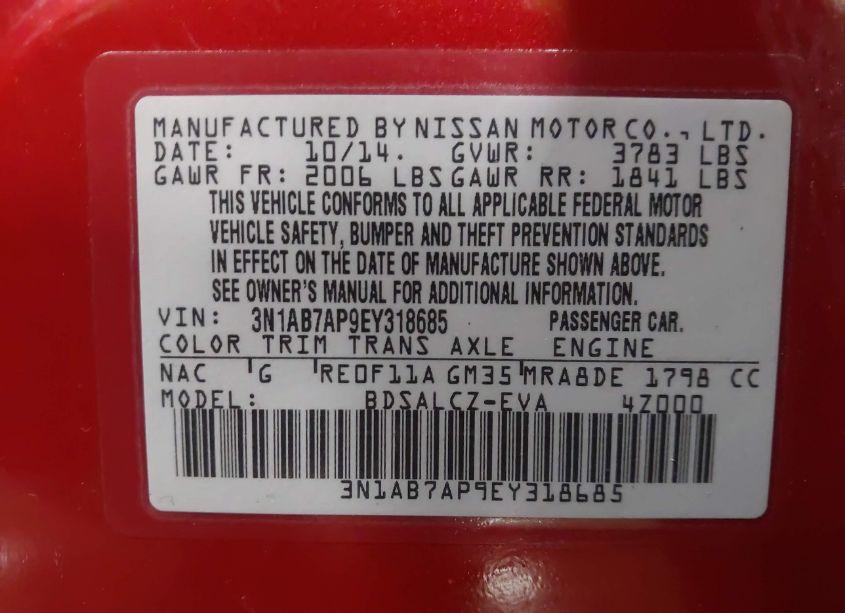 MANUFACTURED BY NISSAN MOTOR CO., LTD.
DATE: 10/14. GVWR: 3783 LBS
GAWR FR: 2006 LBS GAWR RR: 1841 LBS
THIS VEHICLE CONFORMS TO ALL APPLICABLE FEDERAL MOTOR
VEHICLE SAFETY, BUMPER AND THEFT PREVENTION STANDARDS
IN EFFECT ON THE DATE OF MANUFACTURE SHOWN ABOVE.
SEE OWNER'S MANUAL FOR ADDITIONAL INFORMATION.
VIN: 3N1AB7AP9EY318685 PASSENGER CAR.
COLOR TRIM TRANS AXLE ENGINE
NAC 'G 'RE0F11A GM35'MRA8DE 1798 CC
MODEL: BDSALCZ-EVA 4Z000
3N1AB7AP9EY318685